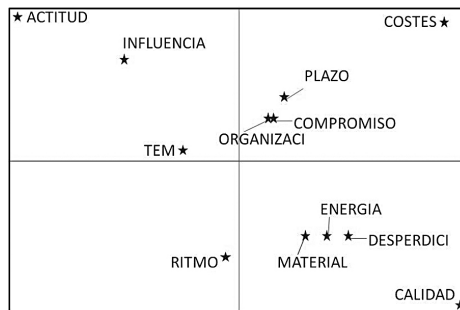 ACTITUD
COSTES
INFLUENCIA
PLAZO
COMPROMISO
ORGANIZACI
TEM
ENERGIA
DESPERDICI
RITMO
MATERIAL
CALIDAD